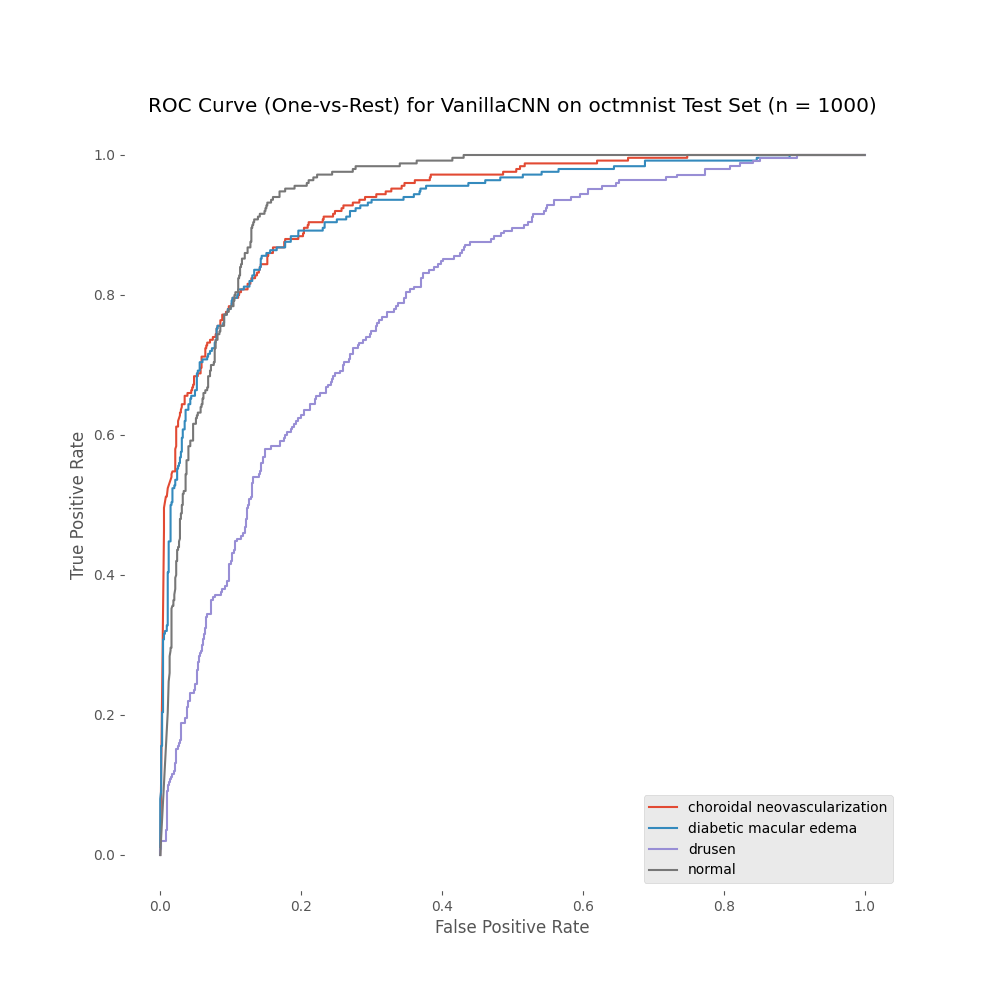 ROC Curve (One-vs-Rest) for VanillaCNN on octmnist Test Set (n = 1000)
1.0
0.8
0.6
0.4
0.2
0.0
True Positive Rate
choroidal neovascularization
diabetic macular edema
drusen
normal
0.0 0.2 0.4 0.6 0.8 1.0
False Positive Rate